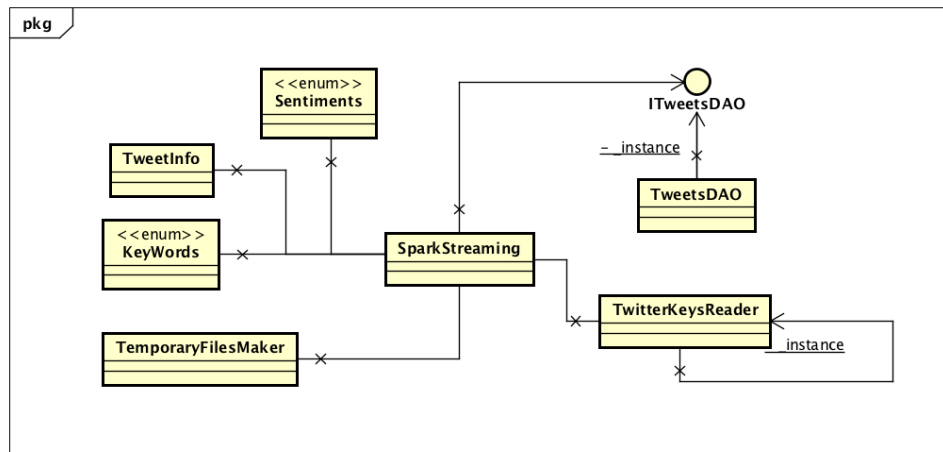 pkg
<<enum>>
Sentiments
ITweetsDAO
TweetInfo
- _instance
TweetsDAO
<<enum>>
KeyWords
SparkStreaming
TwitterKeysReader
TemporaryFilesMaker
_instance